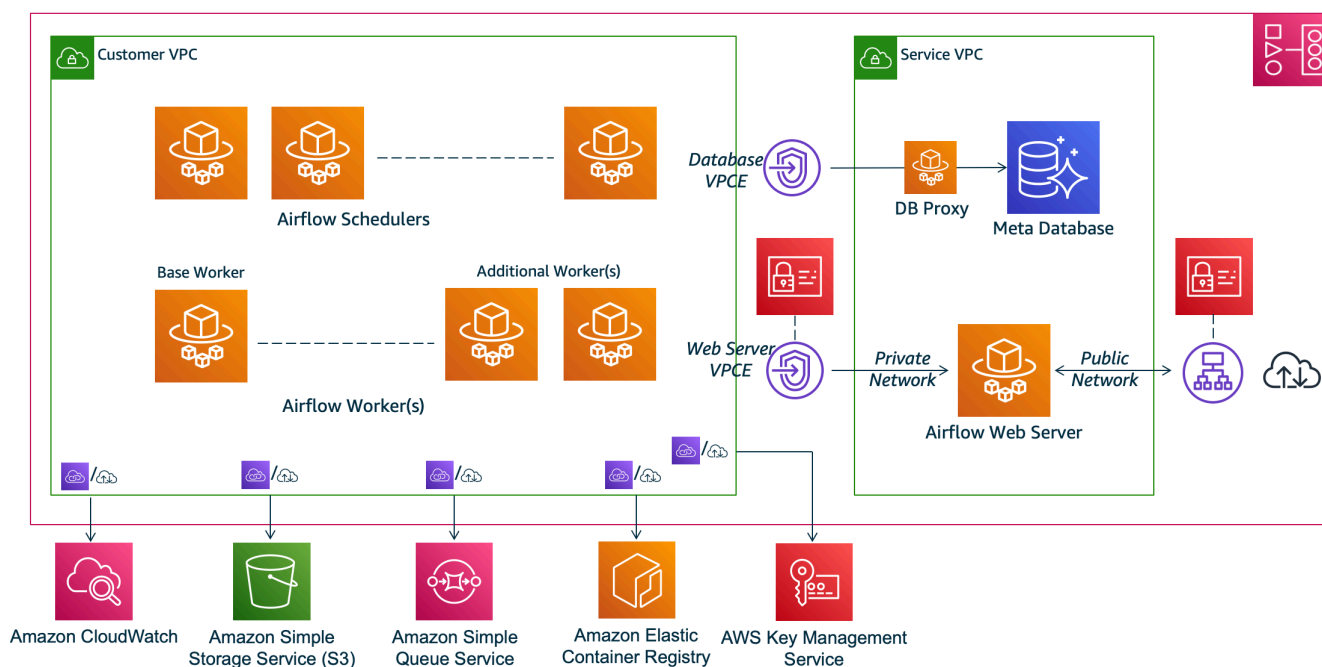 Customer VPC
Service VPC
Database
VPCE
DB Proxy
Meta Database
Airflow Schedulers
Base Worker
Additional Worker(s)
Airflow Worker(s)
Web Server
VPCE
Private
Network
Public
Network
Airflow Web Server
/
/
/
/
/
Amazon CloudWatch
Amazon Simple
Storage Service (S3)
Amazon Simple
Queue Service
Amazon Elastic
Container Registry
AWS Key Management
Service